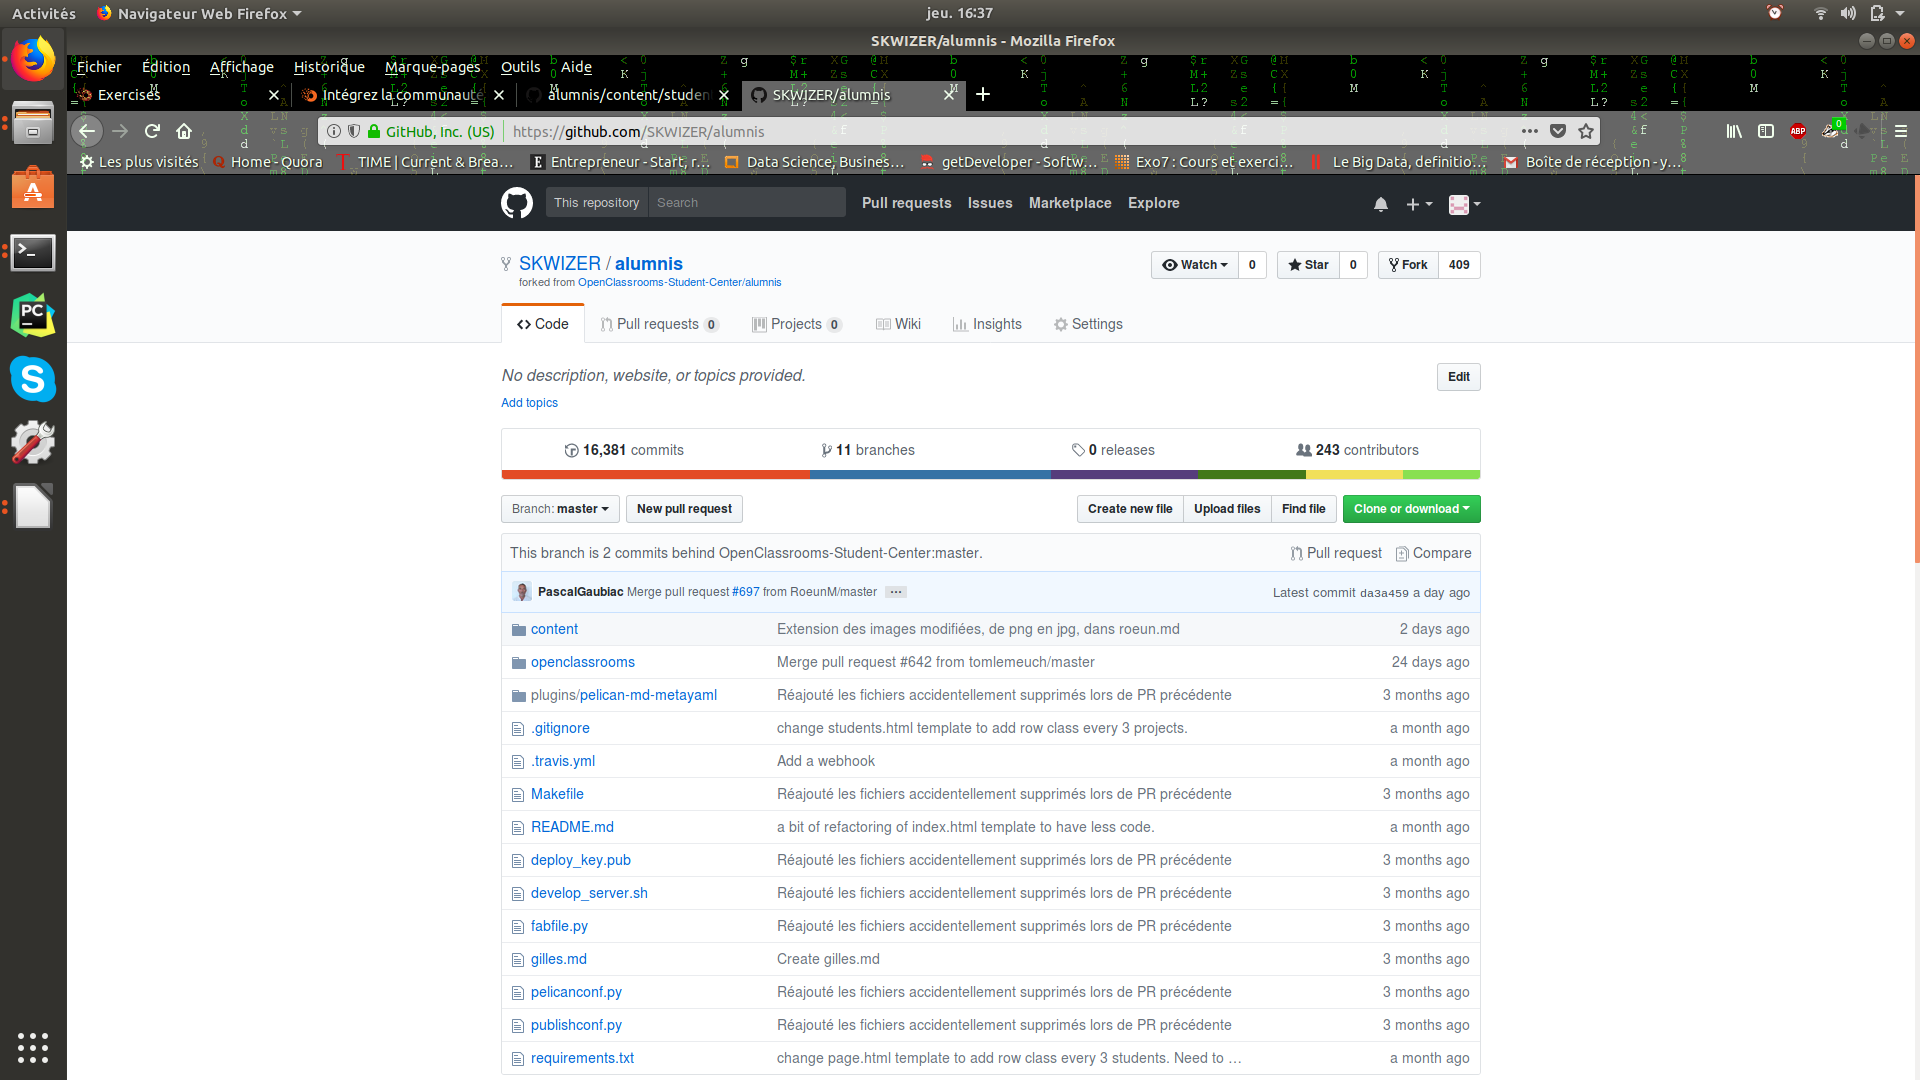 Activités Navigateur Web Firefox jeu. 16:37
SKWIZER/alumnis - Mozilla Firefox
Fichier Édition Affichage Historique Marque-pages Outils Aide
Exercises Intégrez la communauté alumnis/content/studen SKWIZER/alumnis
GitHub, Inc. (US) https://github.com/SKWIZER/alumnis ABP 0
Les plus visités Home - Quora TIME | Current & Brea… Entrepreneur - Start, r… Data Science, Busines… getDeveloper - Softw… Exo7 : Cours et exerci… Le Big Data, definitio… Boîte de réception - y…
This repository Search Pull requests Issues Marketplace Explore
SKWIZER / alumnis Watch 0 Star 0 Fork 409
forked from OpenClassrooms-Student-Center/alumnis
Code Pull requests 0 Projects 0 Wiki Insights Settings
No description, website, or topics provided. Edit
Add topics
16,381 commits 11 branches 0 releases 243 contributors
Branch: master New pull request Create new file Upload files Find file Clone or download
This branch is 2 commits behind OpenClassrooms-Student-Center:master. Pull request Compare
PascalGaubiac Merge pull request #697 from RoeunM/master … Latest commit da3a459 a day ago
content Extension des images modifiées, de png en jpg, dans roeun.md 2 days ago
openclassrooms Merge pull request #642 from tomlemeuch/master 24 days ago
plugins/pelican-md-metayaml Réajouté les fichiers accidentellement supprimés lors de PR précédente 3 months ago
.gitignore change students.html template to add row class every 3 projects. a month ago
.travis.yml Add a webhook a month ago
Makefile Réajouté les fichiers accidentellement supprimés lors de PR précédente 3 months ago
README.md a bit of refactoring of index.html template to have less code. a month ago
deploy_key.pub Réajouté les fichiers accidentellement supprimés lors de PR précédente 3 months ago
develop_server.sh Réajouté les fichiers accidentellement supprimés lors de PR précédente 3 months ago
fabfile.py Réajouté les fichiers accidentellement supprimés lors de PR précédente 3 months ago
gilles.md Create gilles.md 3 months ago
pelicanconf.py Réajouté les fichiers accidentellement supprimés lors de PR précédente 3 months ago
publishconf.py Réajouté les fichiers accidentellement supprimés lors de PR précédente 3 months ago
requirements.txt change page.html template to add row class every 3 students. Need to … a month ago